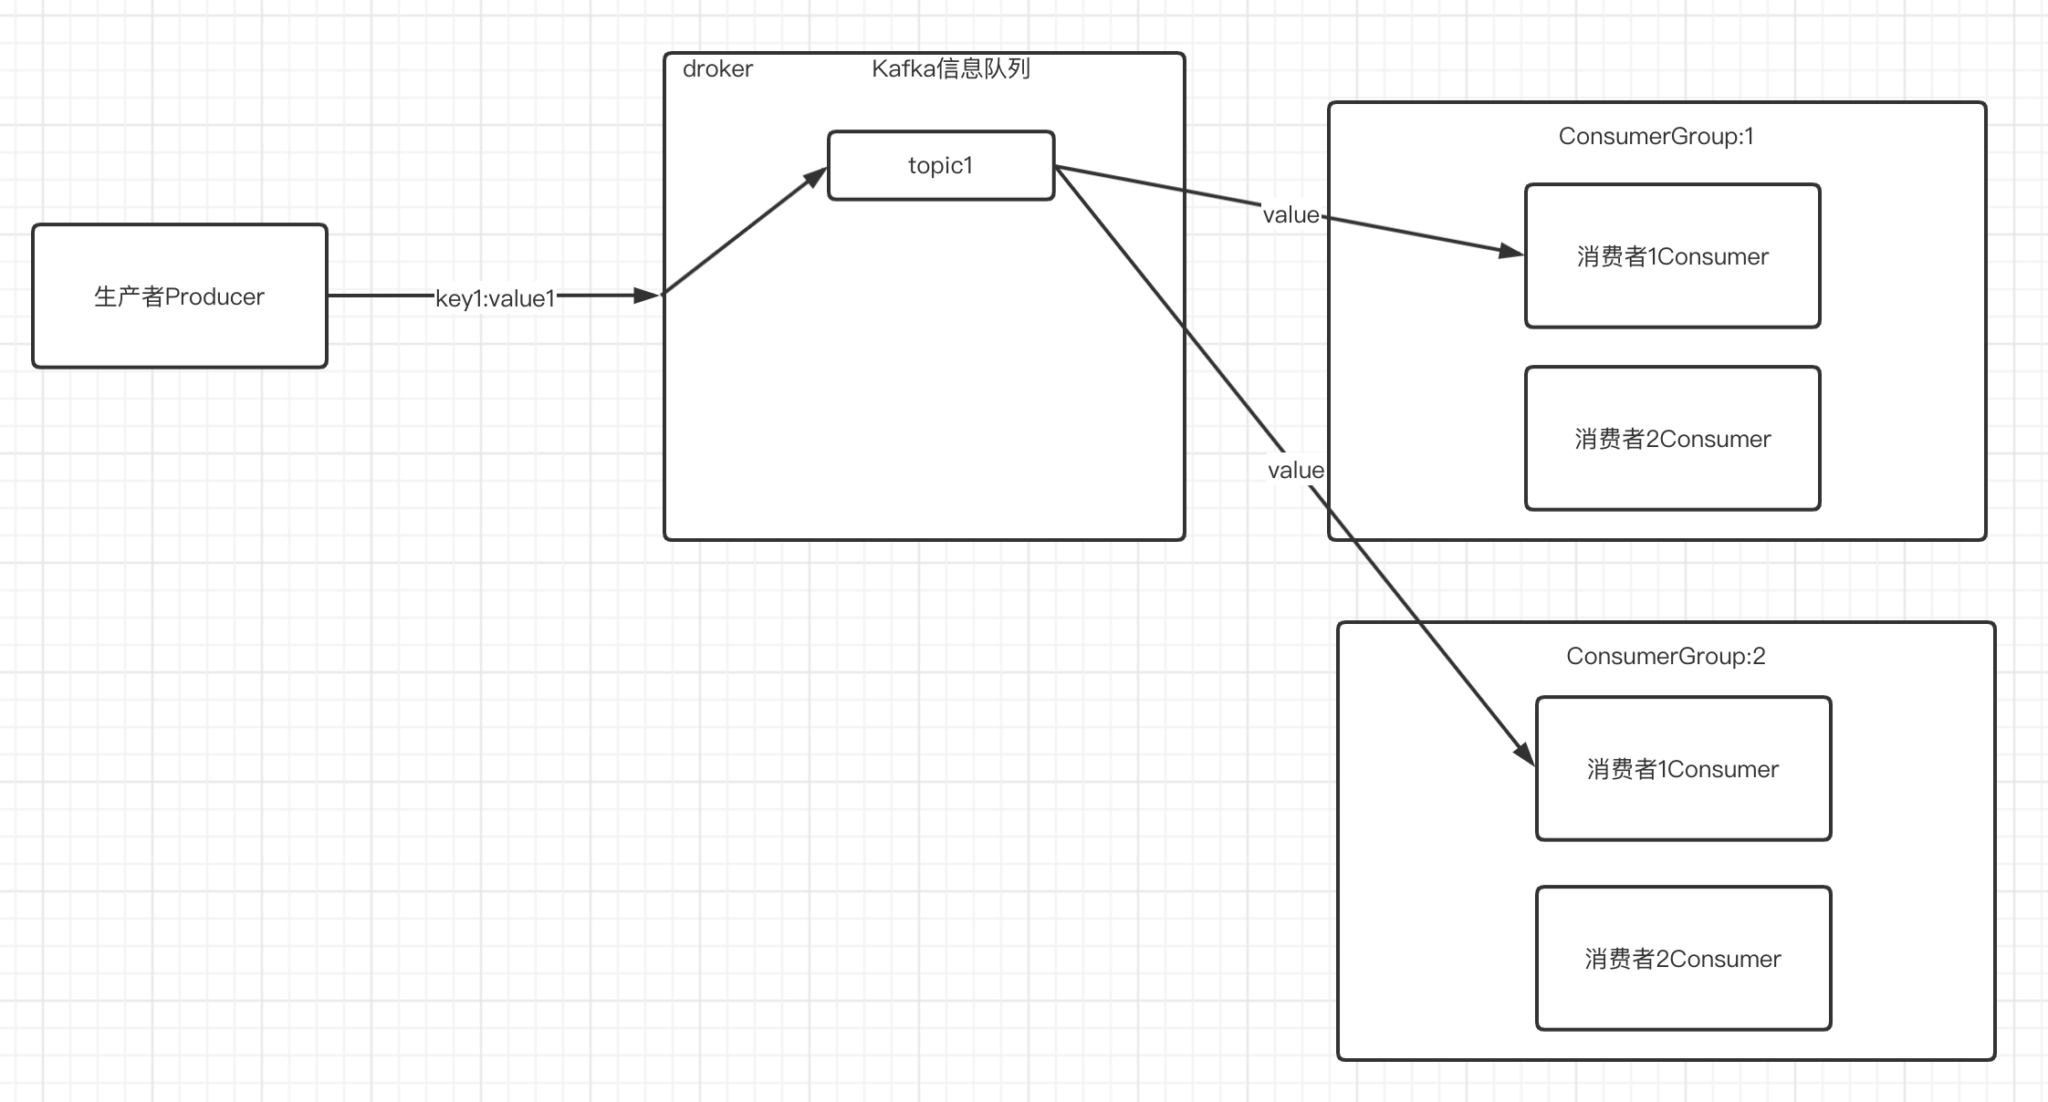 droker
Kafka信息队列
topic1
生产者Producer
key1:value1
value
value
ConsumerGroup:1
消费者1Consumer
消费者2Consumer
ConsumerGroup:2
消费者1Consumer
消费者2Consumer